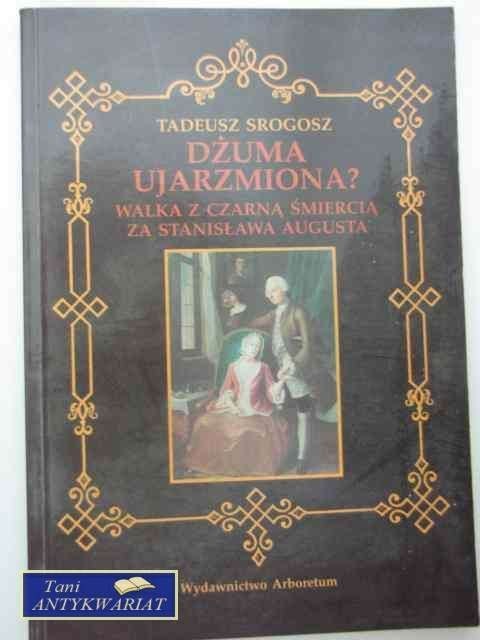 TADEUSZ SROGOSZ
DŻUMA
UJARZMIONA?
WALKA Z CZARNĄ ŚMIERCIĄ
ZA STANISŁAWA AUGUSTA
Wydawnictwo Arboretum
Tani
ANTYKWARIAT